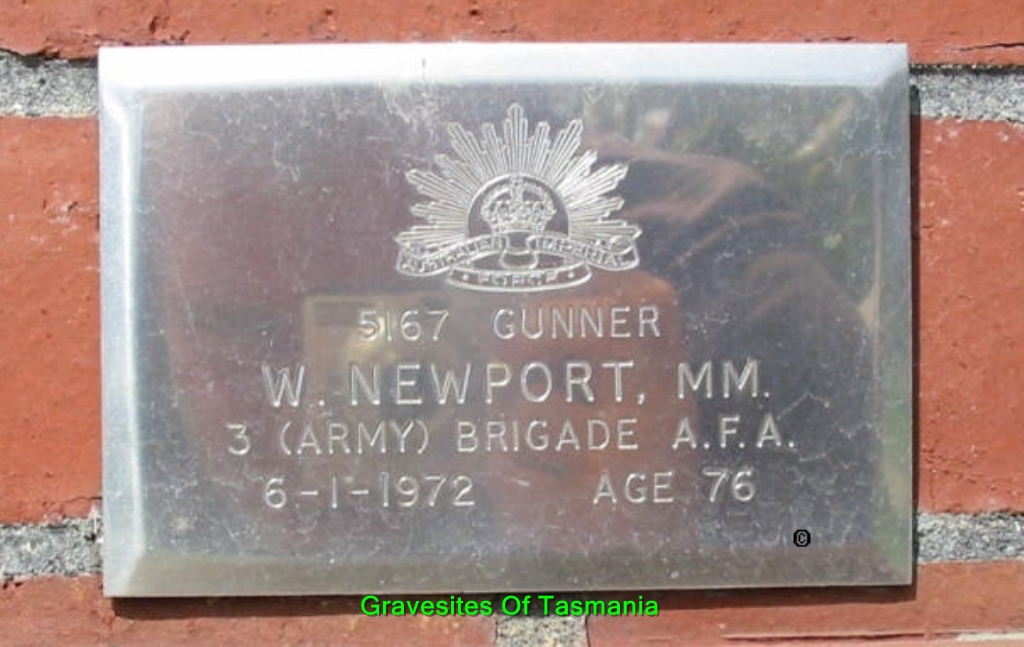 AUSTRALIAN IMPERIAL
FORCE
5167 GUNNER
W. NEWPORT, MM.
3 (ARMY) BRIGADE A.F.A.
6-1-1972 AGE 76
©
Gravesites Of Tasmania